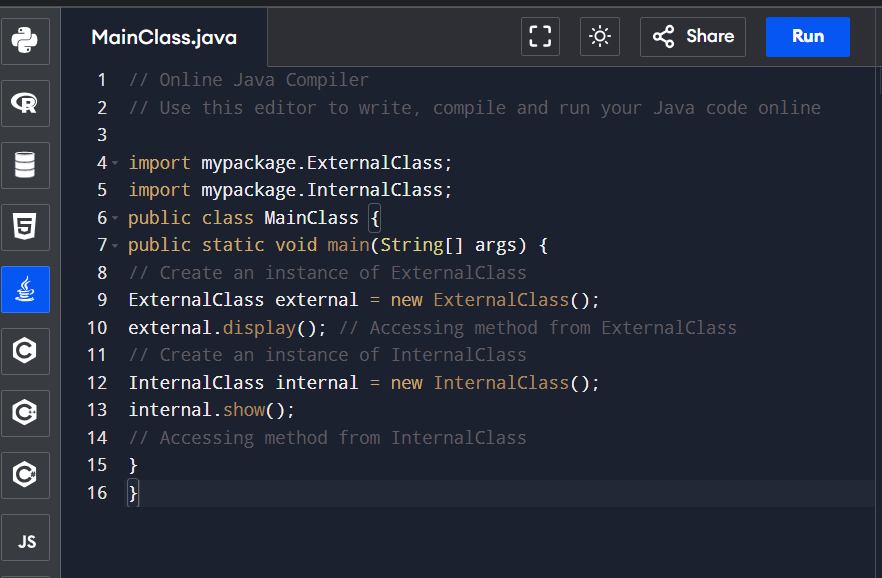 MainClass.java
Share
Run
1 // Online Java Compiler
2 // Use this editor to write, compile and run your Java code online
3
4 import mypackage.ExternalClass;
5 import mypackage.InternalClass;
6 public class MainClass {
7 public static void main(String[] args) {
8 // Create an instance of ExternalClass
9 ExternalClass external = new ExternalClass();
10 external.display(); // Accessing method from ExternalClass
11 // Create an instance of InternalClass
12 InternalClass internal = new InternalClass();
13 internal.show();
14 // Accessing method from InternalClass
15 }
16 }
R
5
C
C
C#
JS